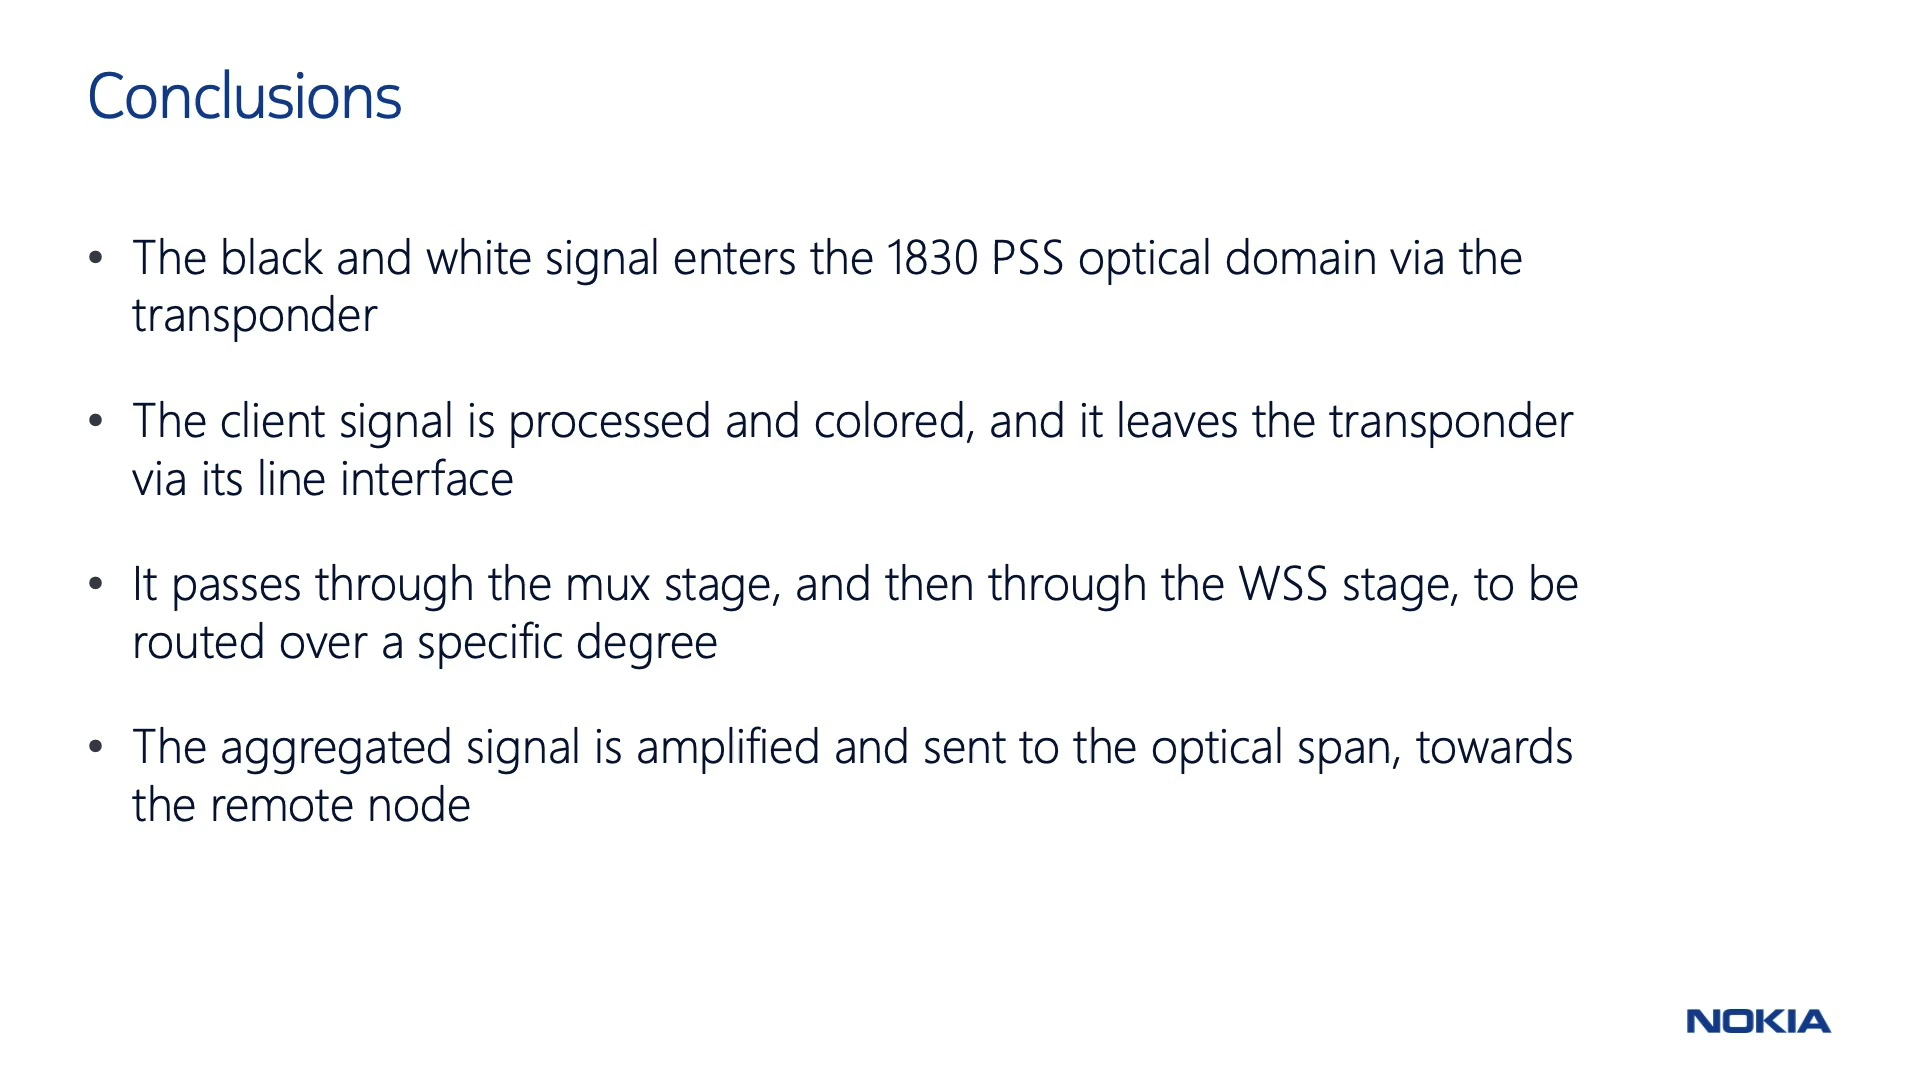 Conclusions
• The black and white signal enters the 1830 PSS optical domain via the
transponder
• The client signal is processed and colored, and it leaves the transponder
via its line interface
• It passes through the mux stage, and then through the WSS stage, to be
routed over a specific degree
• The aggregated signal is amplified and sent to the optical span, towards
the remote node
NOKIA